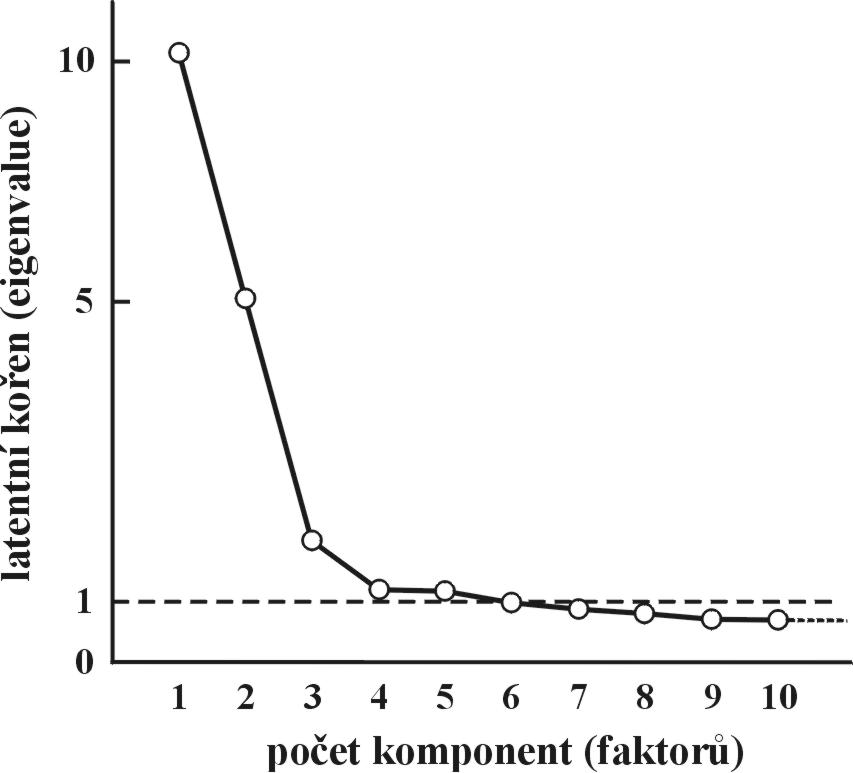 latentní kořen (eigenvalue)
10
5
1
0
1 2 3 4 5 6 7 8 9 10
počet komponent (faktorů)